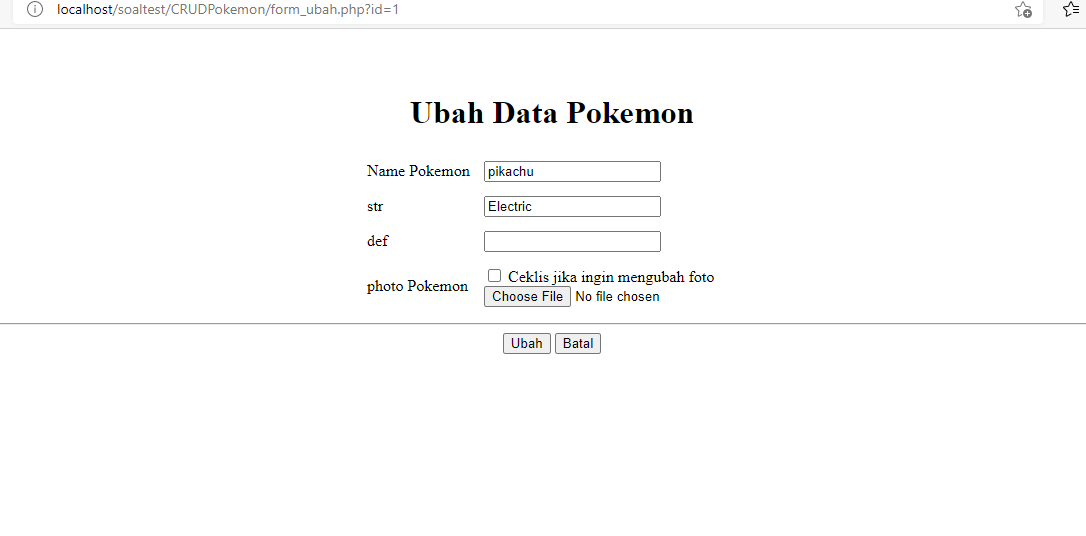 localhost/soaltest/CRUDPokemon/form_ubah.php?id=1
Ubah Data Pokemon
Name Pokemon pikachu
str Electric
def
Ceklis jika ingin mengubah foto
photo Pokemon
Choose File No file chosen
Ubah Batal